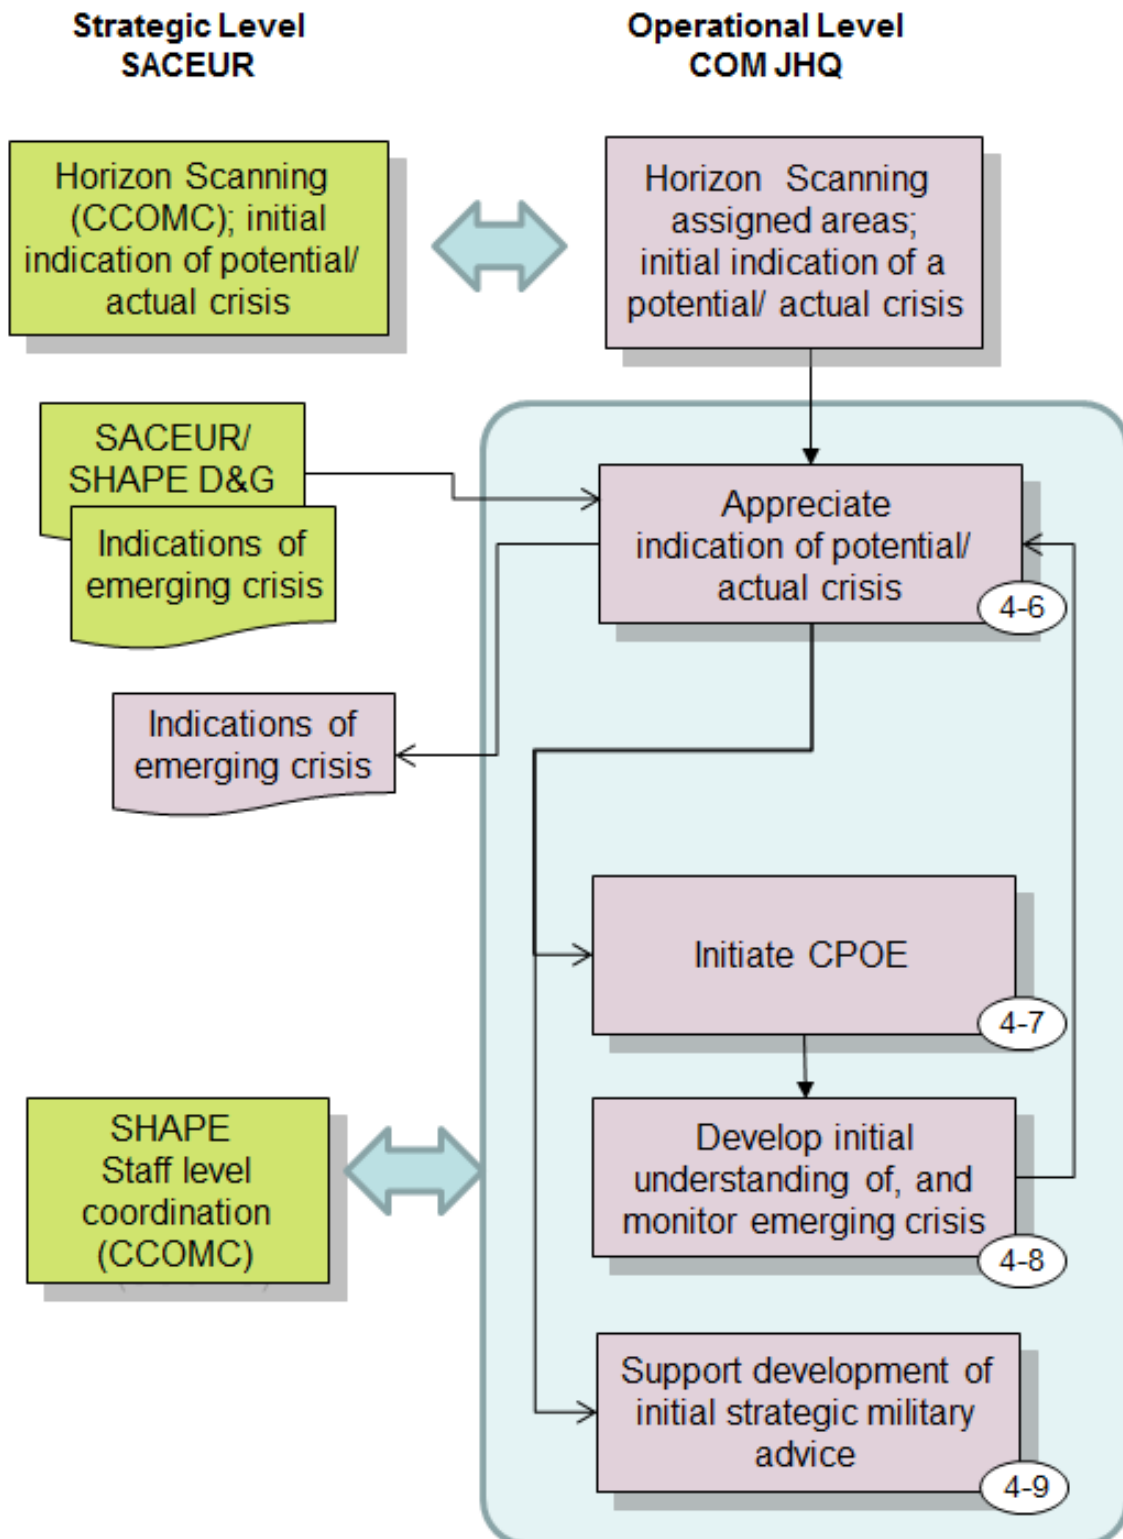 Strategic Level
SACEUR
Operational Level
COM JHQ
Horizon Scanning
(CCOMC); initial
indication of potential/
actual crisis
Horizon Scanning
assigned areas;
initial indication of a
potential/ actual crisis
SACEUR/
SHAPE D&G
Indications of
emerging crisis
Appreciate
indication of potential/
actual crisis
4-6
Indications of
emerging crisis
Initiate CPOE
4-7
SHAPE
Staff level
coordination
(CCOMC)
Develop initial
understanding of, and
monitor emerging crisis
4-8
Support development of
initial strategic military
advice
4-9